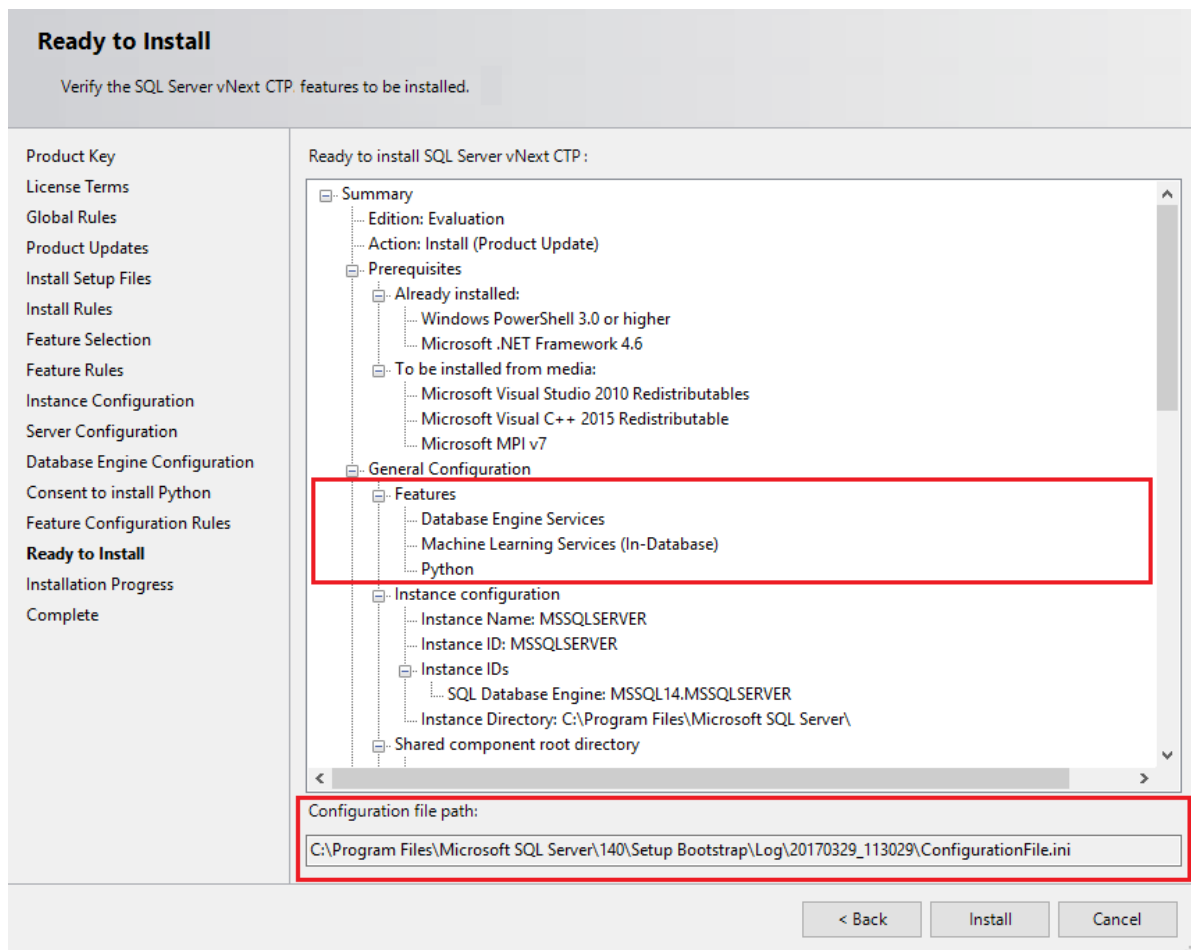 Ready to Install
Verify the SQL Server vNext CTP features to be installed.
Product Key
License Terms
Global Rules
Product Updates
Install Setup Files
Install Rules
Feature Selection
Feature Rules
Instance Configuration
Server Configuration
Database Engine Configuration
Consent to install Python
Feature Configuration Rules
Ready to Install
Installation Progress
Complete
Ready to install SQL Server vNext CTP :
Summary
Edition: Evaluation
Action: Install (Product Update)
Prerequisites
Already installed:
Windows PowerShell 3.0 or higher
Microsoft .NET Framework 4.6
To be installed from media:
Microsoft Visual Studio 2010 Redistributables
Microsoft Visual C++ 2015 Redistributable
Microsoft MPI v7
General Configuration
Features
Database Engine Services
Machine Learning Services (In-Database)
Python
Instance configuration
Instance Name: MSSQLSERVER
Instance ID: MSSQLSERVER
Instance IDs
SQL Database Engine: MSSQL14.MSSQLSERVER
Instance Directory: C:\Program Files\Microsoft SQL Server\
Shared component root directory
Configuration file path:
C:\Program Files\Microsoft SQL Server\140\Setup Bootstrap\Log\20170329_113029\ConfigurationFile.ini
< Back
Install
Cancel